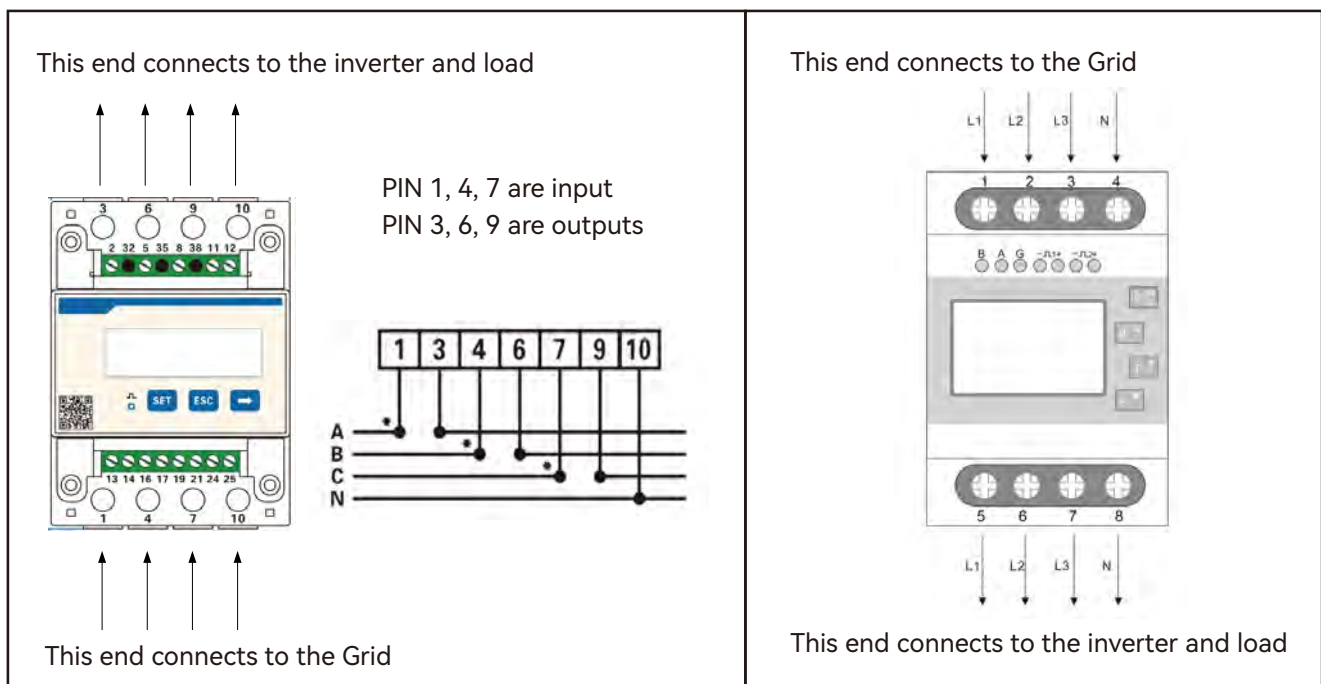 This end connects to the inverter and load
3 6 9 10
2 32 5 35 8 38 11 12
SET ESC
13 14 16 17 19 21 24 25
1 4 7 10
This end connects to the Grid
PIN 1, 4, 7 are input
PIN 3, 6, 9 are outputs
1 3 4 6 7 9 10
A
B
C
N
This end connects to the Grid
L1 L2 L3 N
1 2 3 4
B A G
5 6 7 8
L1 L2 L3 N
This end connects to the inverter and load